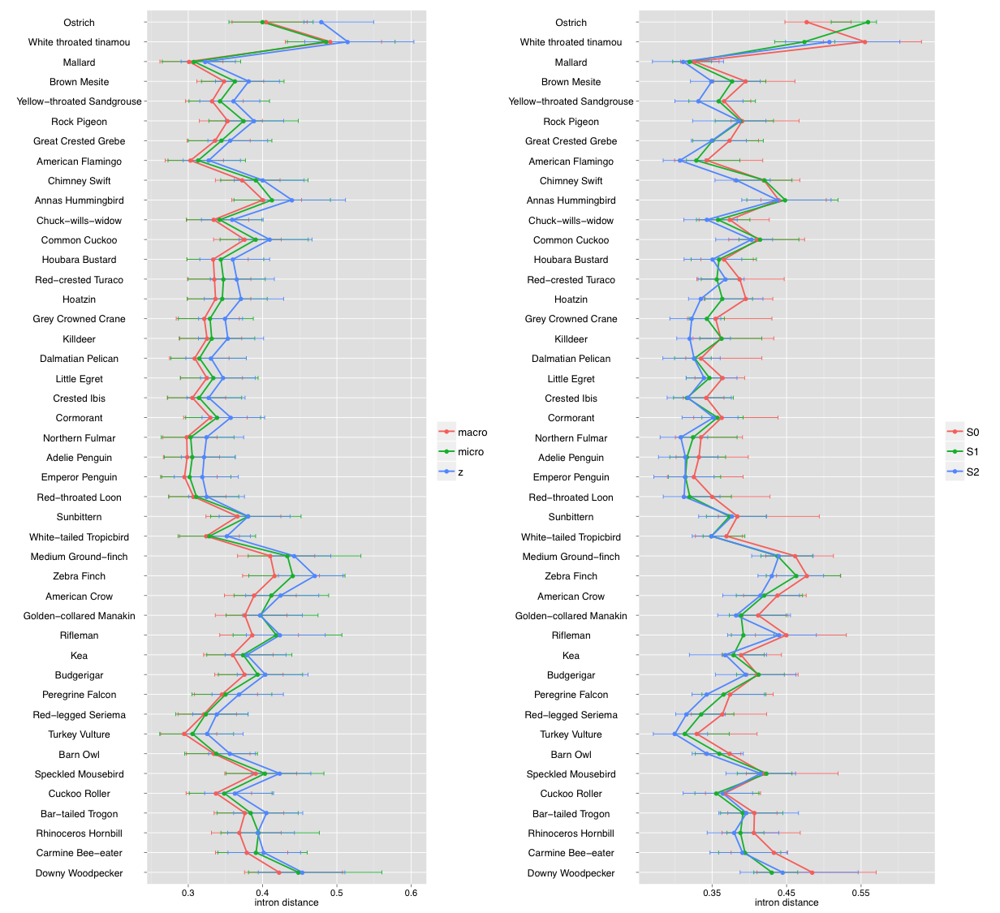 Ostrich
White throated tinamou
Mallard
Brown Mesite
Yellow−throated Sandgrouse
Rock Pigeon
Great Crested Grebe
American Flamingo
Chimney Swift
Annas Hummingbird
Chuck−wills−widow
Common Cuckoo
Houbara Bustard
Red−crested Turaco
Hoatzin
Grey Crowned Crane
Killdeer
Dalmatian Pelican
Little Egret
Crested Ibis
Cormorant
Northern Fulmar
Adelie Penguin
Emperor Penguin
Red−throated Loon
Sunbittern
White−tailed Tropicbird
Medium Ground−finch
Zebra Finch
American Crow
Golden−collared Manakin
Rifleman
Kea
Budgerigar
Peregrine Falcon
Red−legged Seriema
Turkey Vulture
Barn Owl
Speckled Mousebird
Cuckoo Roller
Bar−tailed Trogon
Rhinoceros Hornbill
Carmine Bee−eater
Downy Woodpecker
0.3 0.4 0.5 0.6
intron distance
macro
micro
z
Ostrich
White throated tinamou
Mallard
Brown Mesite
Yellow−throated Sandgrouse
Rock Pigeon
Great Crested Grebe
American Flamingo
Chimney Swift
Annas Hummingbird
Chuck−wills−widow
Common Cuckoo
Houbara Bustard
Red−crested Turaco
Hoatzin
Grey Crowned Crane
Killdeer
Dalmatian Pelican
Little Egret
Crested Ibis
Cormorant
Northern Fulmar
Adelie Penguin
Emperor Penguin
Red−throated Loon
Sunbittern
White−tailed Tropicbird
Medium Ground−finch
Zebra Finch
American Crow
Golden−collared Manakin
Rifleman
Kea
Budgerigar
Peregrine Falcon
Red−legged Seriema
Turkey Vulture
Barn Owl
Speckled Mousebird
Cuckoo Roller
Bar−tailed Trogon
Rhinoceros Hornbill
Carmine Bee−eater
Downy Woodpecker
0.35 0.45 0.55
intron distance
S0
S1
S2